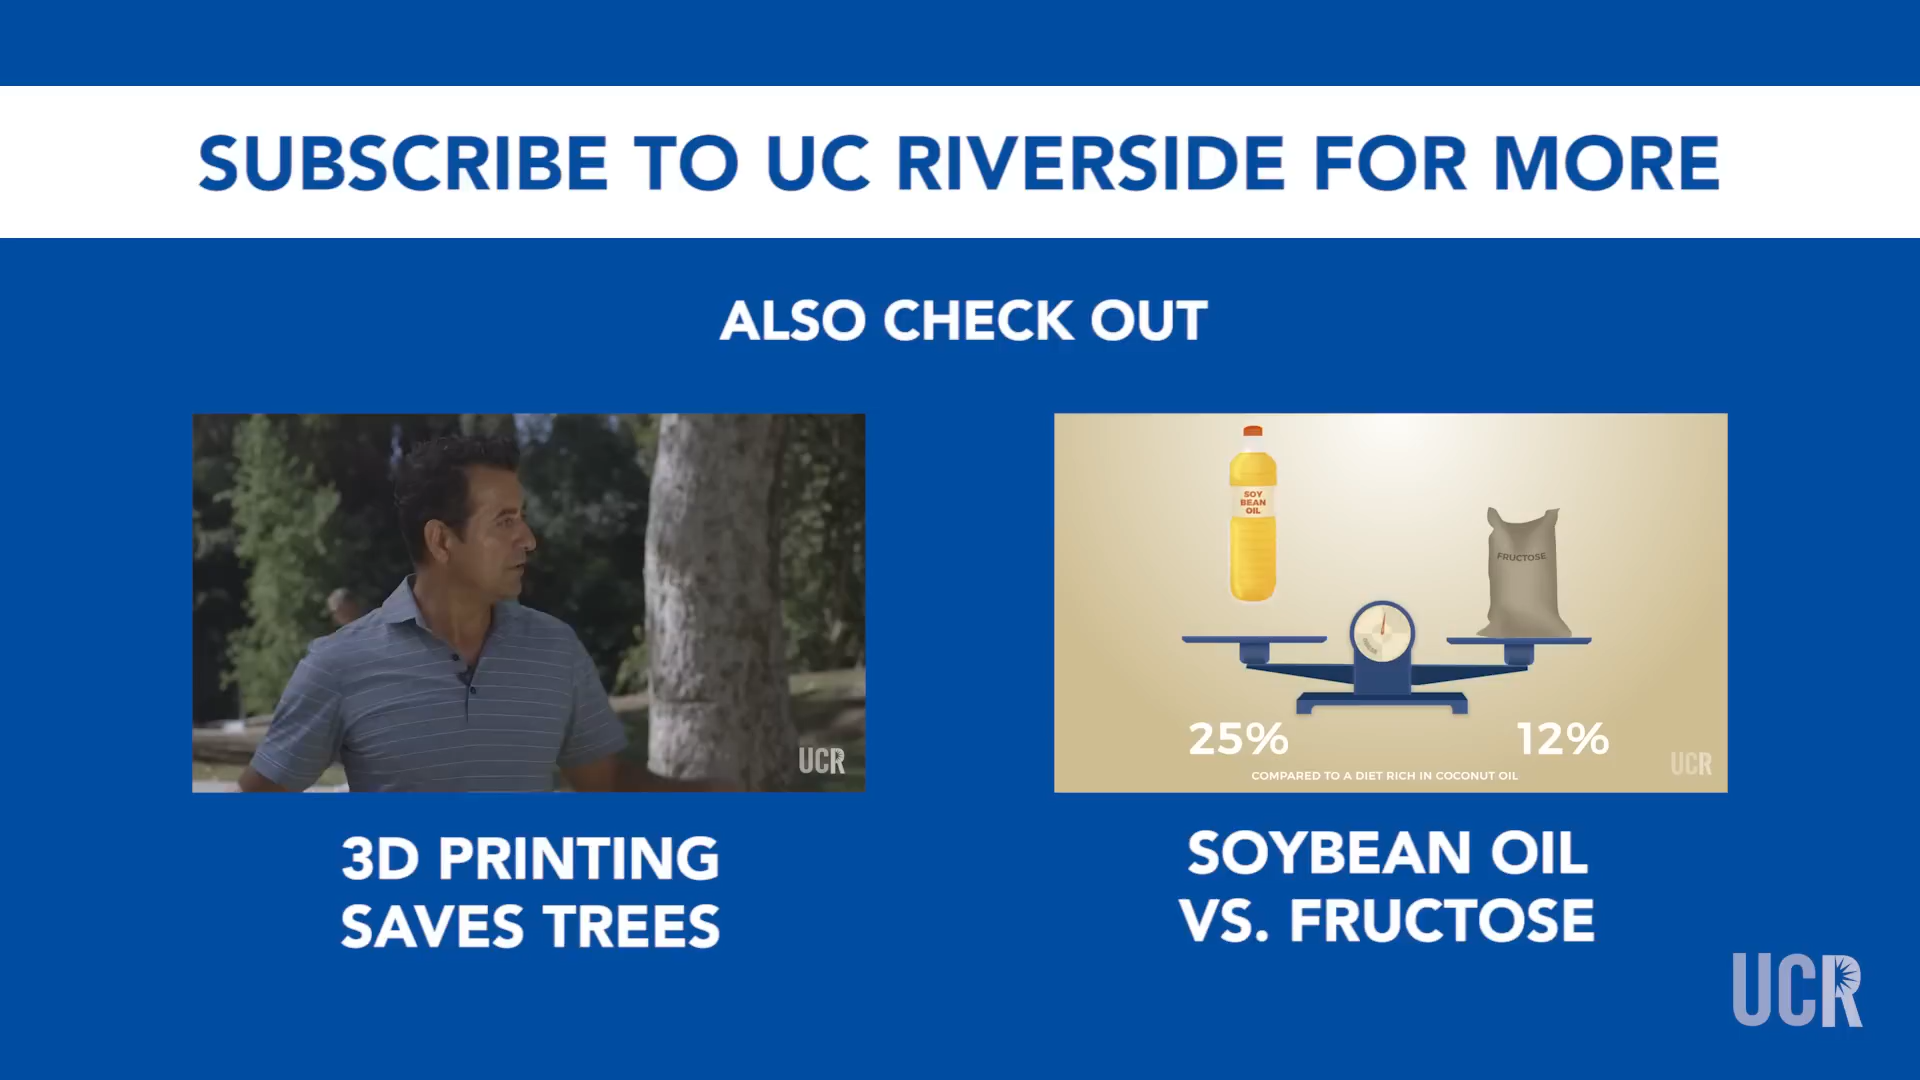 SUBSCRIBE TO UC RIVERSIDE FOR MORE
ALSO CHECK OUT
UCR
3D PRINTING
SAVES TREES
SOY
BEAN
OIL
FRUCTOSE
25%
12%
COMPARED TO A DIET RICH IN COCONUT OIL
UCR
SOYBEAN OIL
VS. FRUCTOSE
UCR